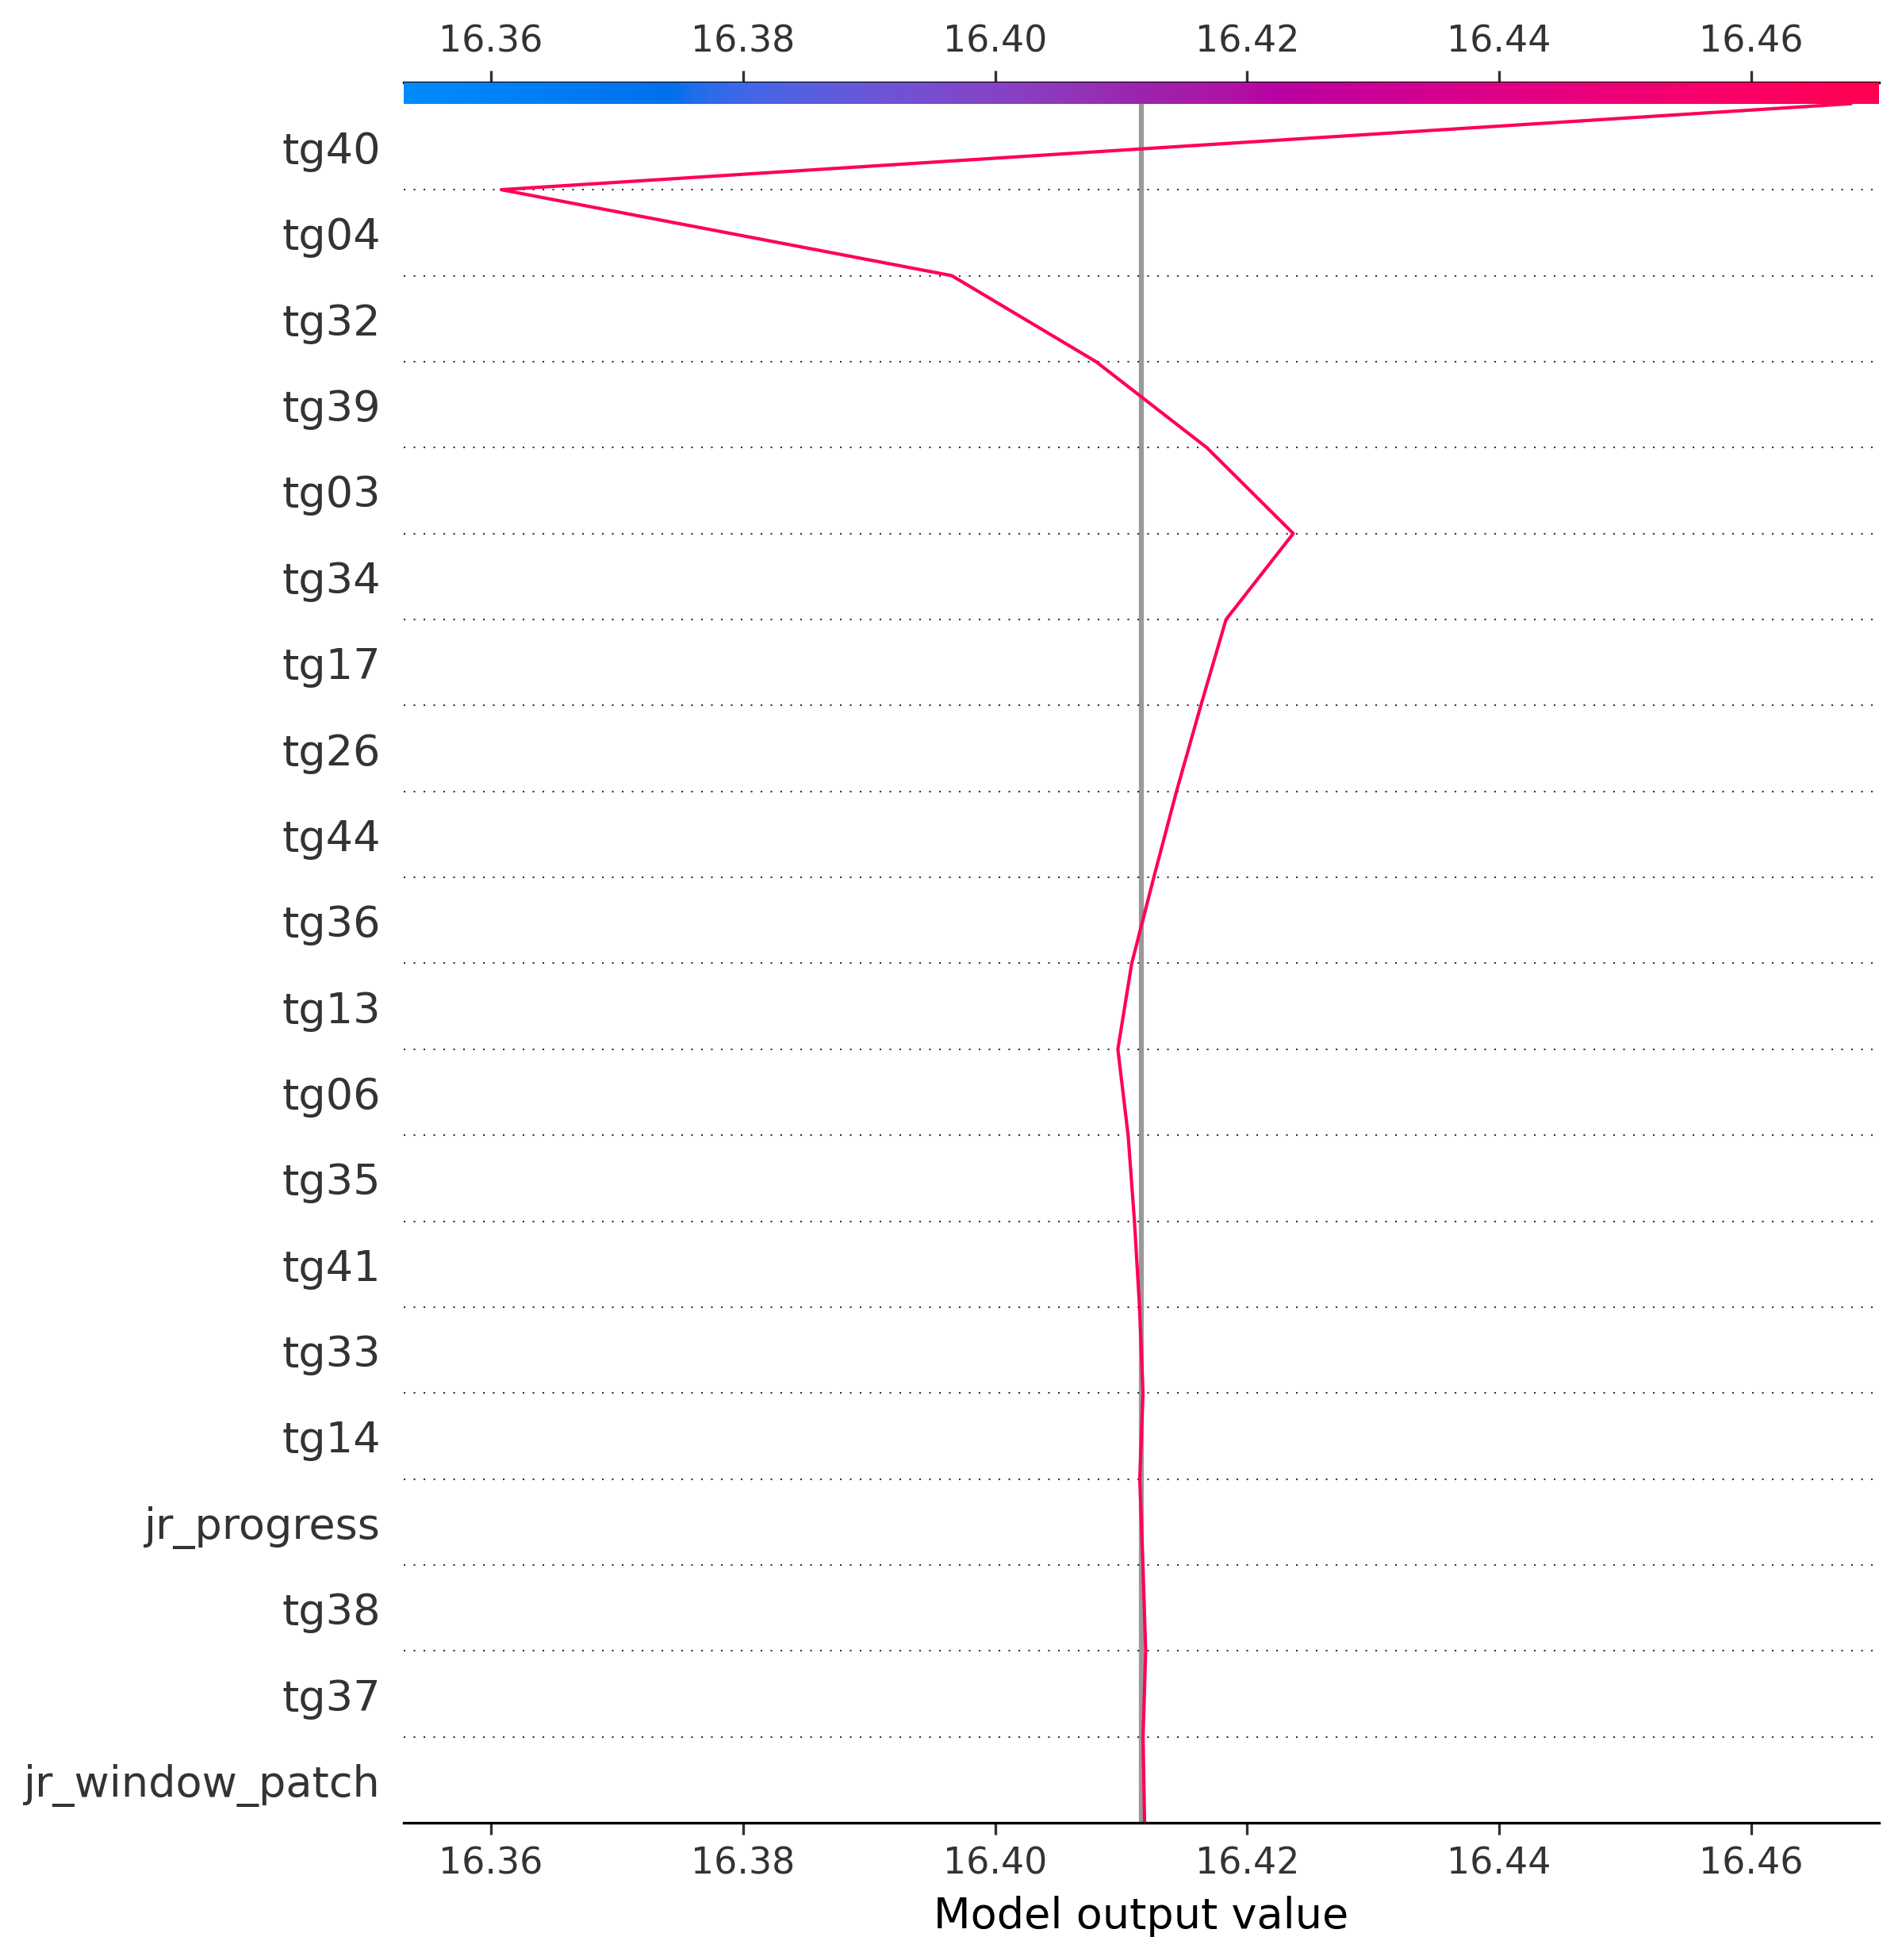 16.36 16.38 16.40 16.42 16.44 16.46
tg40
tg04
tg32
tg39
tg03
tg34
tg17
tg26
tg44
tg36
tg13
tg06
tg35
tg41
tg33
tg14
jr_progress
tg38
tg37
jr_window_patch
16.36 16.38 16.40 16.42 16.44 16.46
Model output value